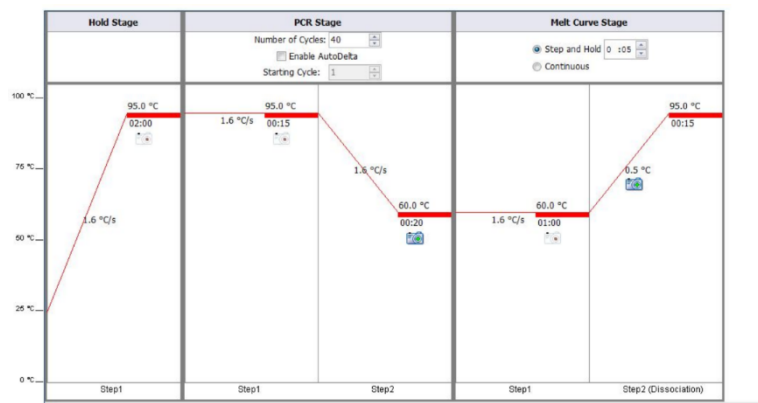 Hold Stage
PCR Stage
Melt Curve Stage
Number of Cycles: 40
Enable AutoDelta
Starting Cycle: 1
Step and Hold 0 :05
Continuous
100 °C
75 °C
50 °C
25 °C
0 °C
95.0 °C
02:00
1.6 °C/s
Step1
95.0 °C
1.6 °C/s
00:15
Step1
1.6 °C/s
60.0 °C
00:20
Step2
60.0 °C
1.6 °C/s
01:00
Step1
95.0 °C
00:15
0.5 °C
Step2 (Dissociation)